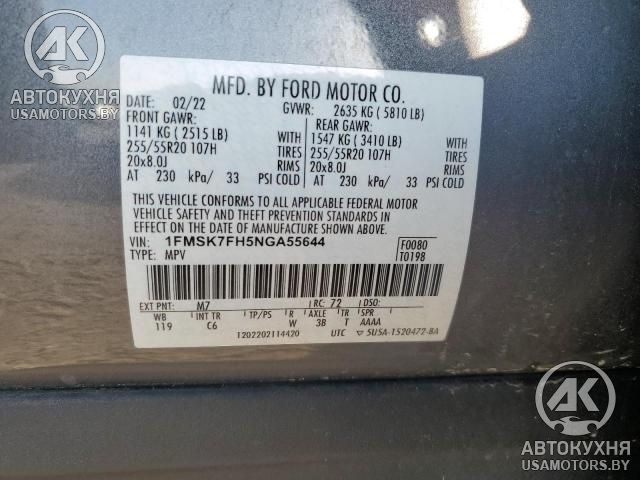 АВТОКУХНЯ
USAMOTORS.BY
MFD. BY FORD MOTOR CO.
DATE: 02/22 GVWR: 2635 KG ( 5810 LB)
FRONT GAWR: REAR GAWR:
1141 KG ( 2515 LB) WITH 1547 KG ( 3410 LB) WITH
255/55R20 107H TIRES 255/55R20 107H TIRES
20x8.0J RIMS 20x8.0J RIMS
AT 230 kPa/ 33 PSI COLD AT 230 kPa/ 33 PSI COLD
THIS VEHICLE CONFORMS TO ALL APPLICABLE FEDERAL MOTOR
VEHICLE SAFETY AND THEFT PREVENTION STANDARDS IN
EFFECT ON THE DATE OF MANUFACTURE SHOWN ABOVE.
VIN: 1FMSK7FH5NGA55644 F0080
TYPE: MPV T0198
EXT PNT: M7 RC: 72 DSO:
WB INT TR TP/PS R AXLE TR SPR
119 C6 W 3B T AAAA
1202202114420 UTC ▽ 5U5A-1520472-BA
АК
АВТОКУХНЯ
USAMOTORS.BY